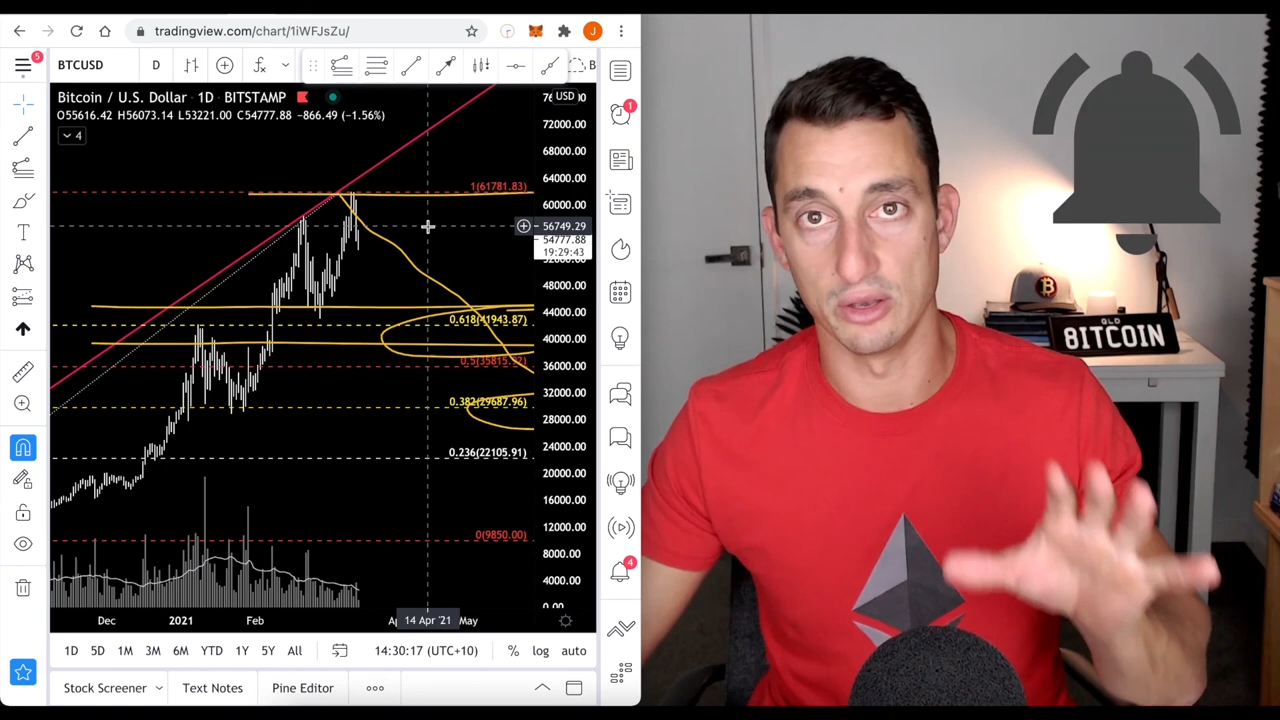 tradingview.com/chart/1iWFJsZu/
J
5
BTCUSD
D
B
Bitcoin / U.S. Dollar · 1D · BITSTAMP
USD
O55616.42 H56073.14 L53221.00 C54777.88 −866.49 (−1.56%)
4
72000.00
68000.00
64000.00
1(61781.83)
60000.00
56749.29
54777.88
19:29:43
48000.00
44000.00
0.618(41943.87)
40000.00
36000.00
32000.00
0.382(29687.96)
28000.00
0.236(22105.91)
24000.00
20000.00
16000.00
12000.00
0(9850.00)
8000.00
4000.00
0.00
Dec
2021
Feb
14 Apr '21
May
1D 5D 1M 3M 6M YTD 1Y 5Y All
14:30:17 (UTC+10)
% log auto
Stock Screener
Text Notes
Pine Editor
1
4
QLD
8ITCOIN